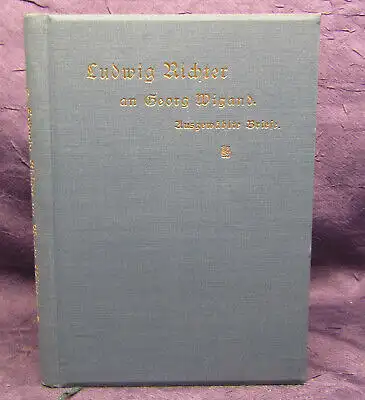 Ludwig Richter
an Georg Wigand.
Ausgewählte Briefe.